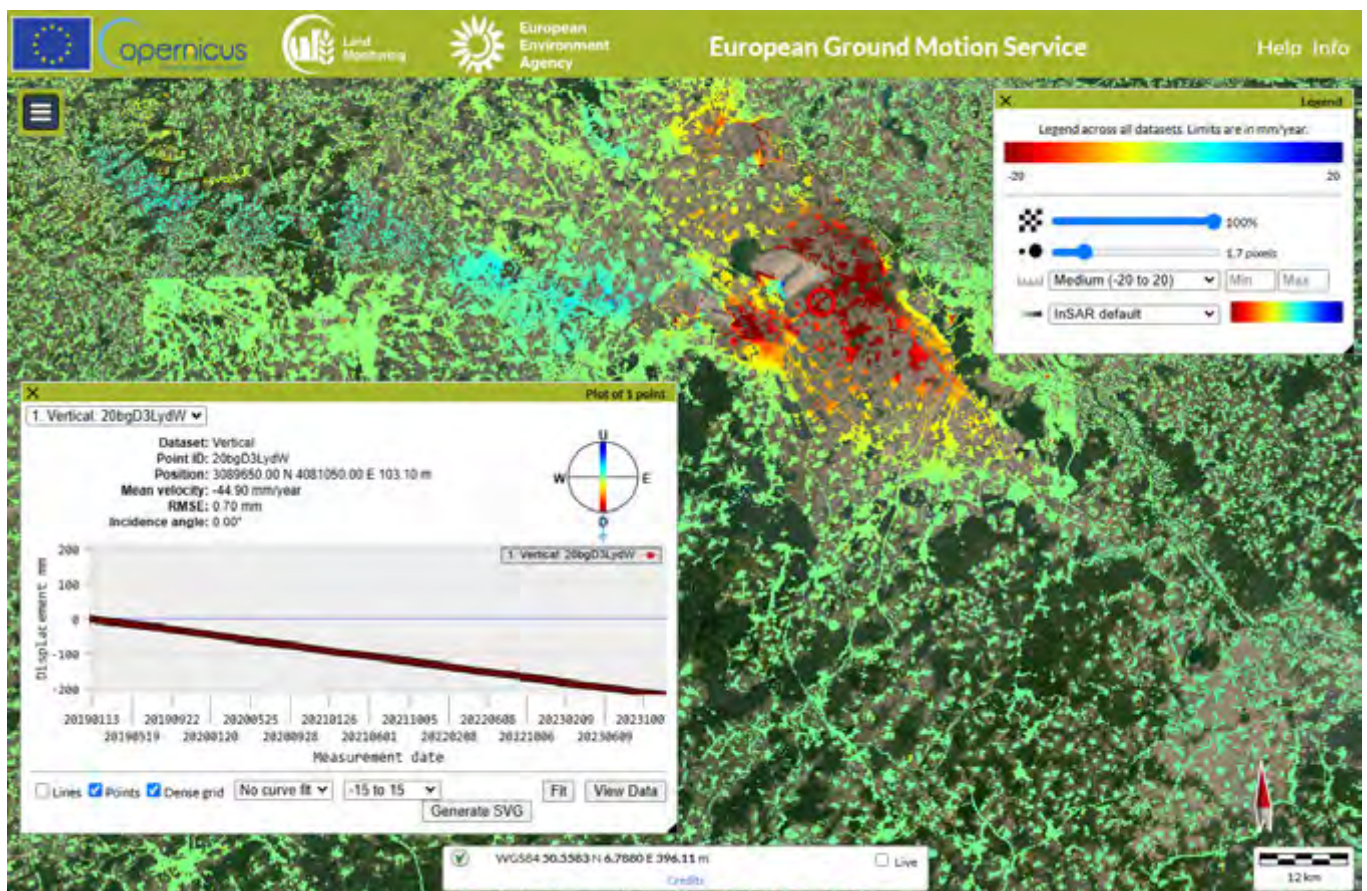 opernicus
Land
Monitoring
European
Environment
Agency
European Ground Motion Service
Help Info
Legend
Legend across all datasets. Limits are in mm/year.
-20 20
100%
1.7 pixels
Medium (-20 to 20) Min Max
InSAR default
Plot of 1 point
1. Vertical: 20bgD3LydW
Dataset: Vertical
Point ID: 20bgD3LydW
Position: 3089650.00 N 4081050.00 E 103.10 m
Mean velocity: -44.90 mm/year
RMSE: 0.70 mm
Incidence angle: 0.00°
U
W E
D
1. Vertical: 20bgD3LydW
Displacement mm
200
100
0
-100
-200
20190113 20190922 20200525 20210126 20211005 20220608 20230209 2023100
20190519 20200120 20200928 20210601 20220208 20221006 20230609
Measurement date
Lines Points Dense grid No curve fit -15 to 15 Fit View Data
Generate SVG
WGS84 50.3583 N 6.7880 E 396.11 m
Live
Credits
12 km